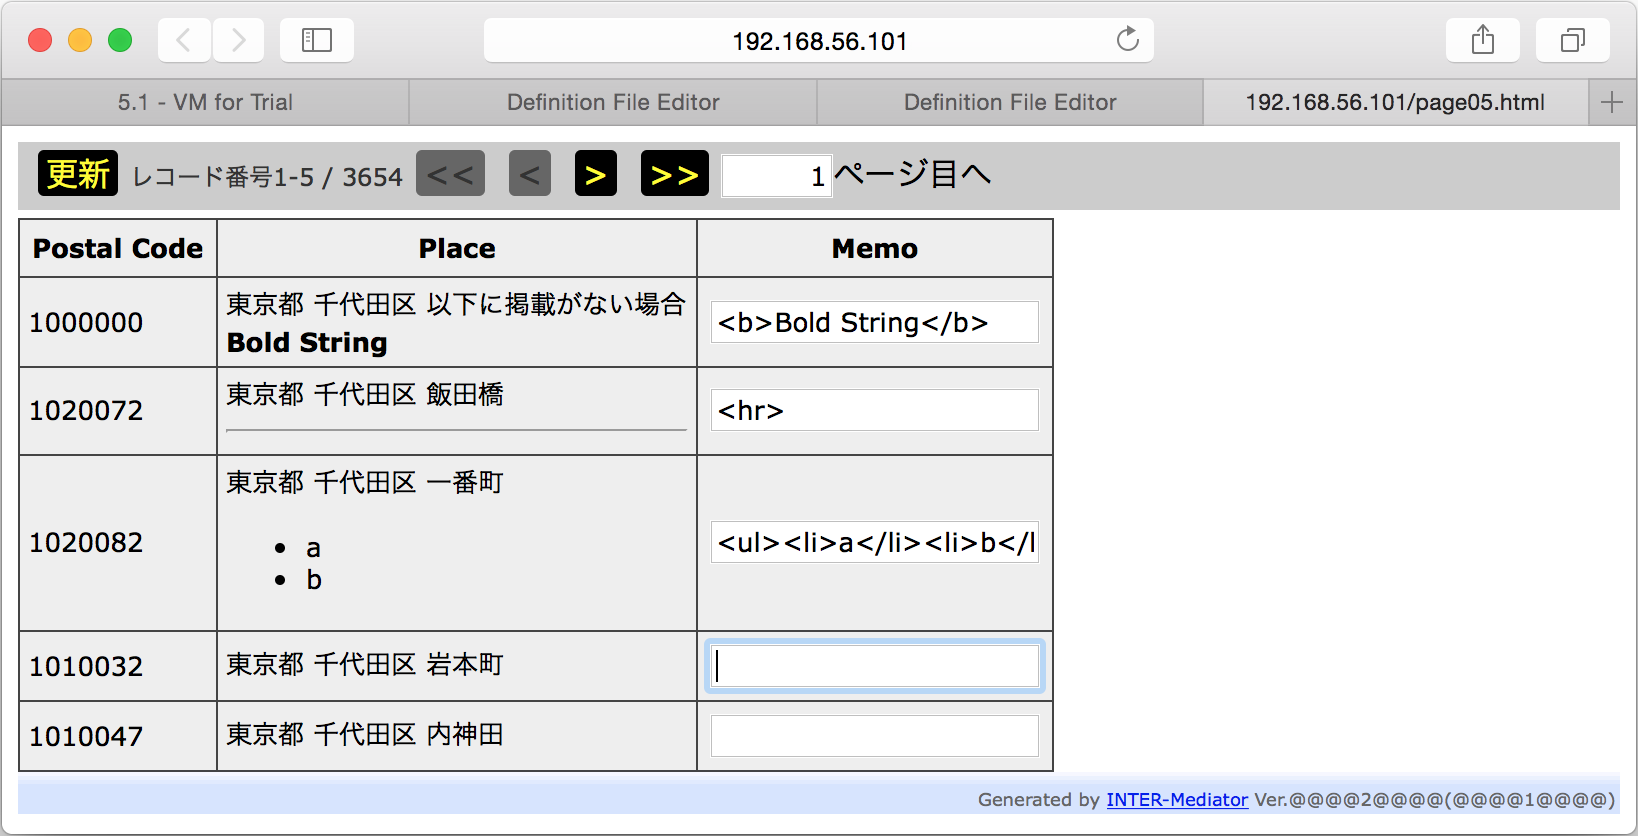 192.168.56.101
5.1 - VM for Trial
Definition File Editor
Definition File Editor
192.168.56.101/page05.html
更新 レコード番号1-5 / 3654 << < > >> 1 ページ目へ
Postal Code Place Memo
1000000 東京都 千代田区 以下に掲載がない場合 <b>Bold String</b>
Bold String
1020072 東京都 千代田区 飯田橋 <hr>
1020082 東京都 千代田区 一番町 <ul><li>a</li><li>b</l
• a
• b
1010032 東京都 千代田区 岩本町
1010047 東京都 千代田区 内神田
Generated by INTER-Mediator Ver.@@@@2@@@@(@@@@1@@@@)